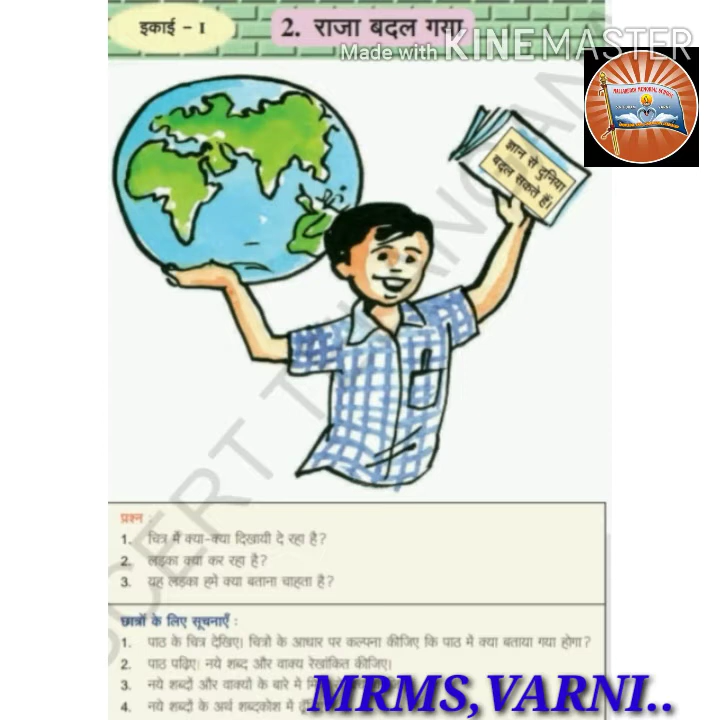 इकाई - I
2. राजा बदल गया
Made with KINEMASTER
ज्ञान से दुनिया
बदल सकते हैं।
प्रश्न :
1. चित्र में क्या-क्या दिखायी दे रहा है?
2. लड़का क्या कर रहा है?
3. यह लड़का हमे क्या बताना चाहता है?
छात्रों के लिए सूचनाएँ :
1. पाठ के चित्र देखिए। चित्रो के आधार पर कल्पना कीजिए कि पाठ में क्या बताया गया होगा?
2. पाठ पढ़िए। नये शब्द और वाक्य रेखांकित कीजिए।
3. नये शब्दों और वाक्यों के बारे मे
4. नये शब्दों के अर्थ शब्दकोश मे
MRMS,VARNI..
SCERT TELANGANA